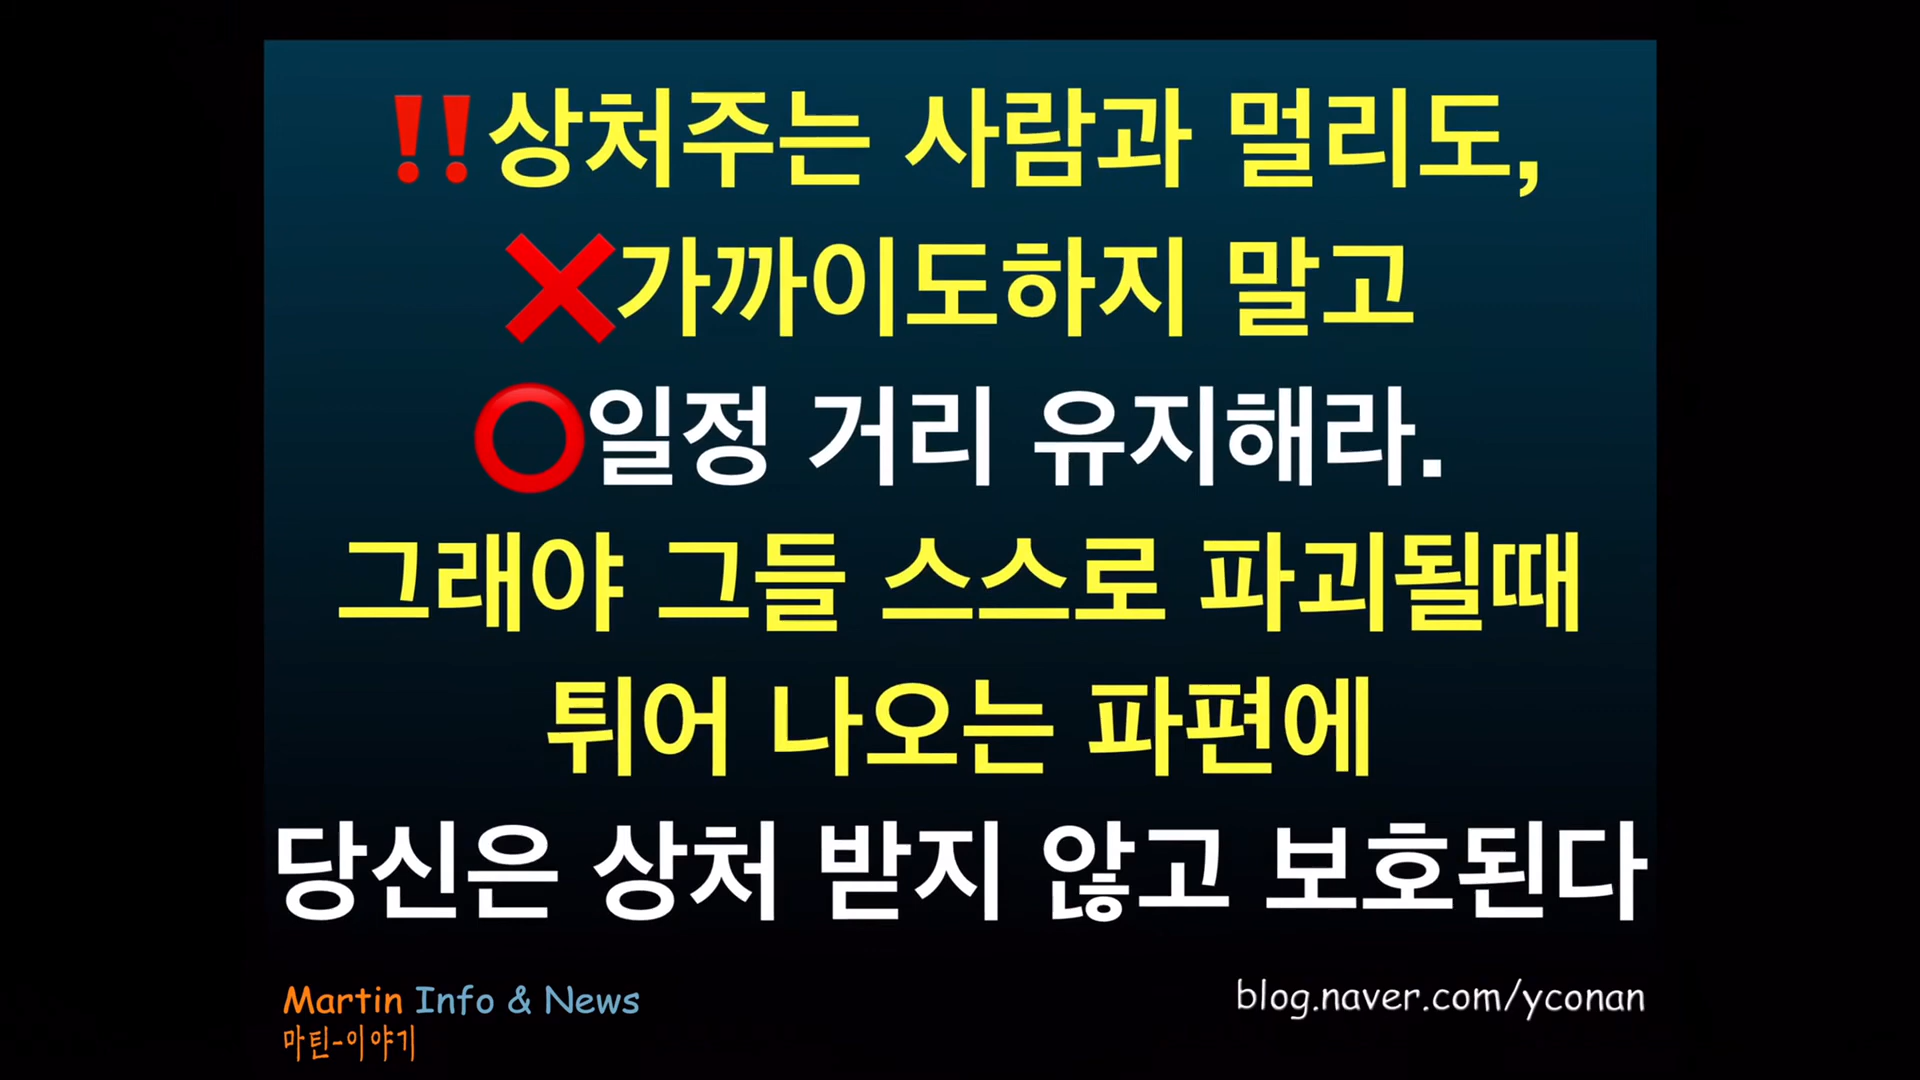 ‼️상처주는 사람과 멀리도,
❌가까이도하지 말고
⭕일정 거리 유지해라.
그래야 그들 스스로 파괴될때
튀어 나오는 파편에
당신은 상처 받지 않고 보호된다
Martin Info & News
마틴-이야기
blog.naver.com/yconan